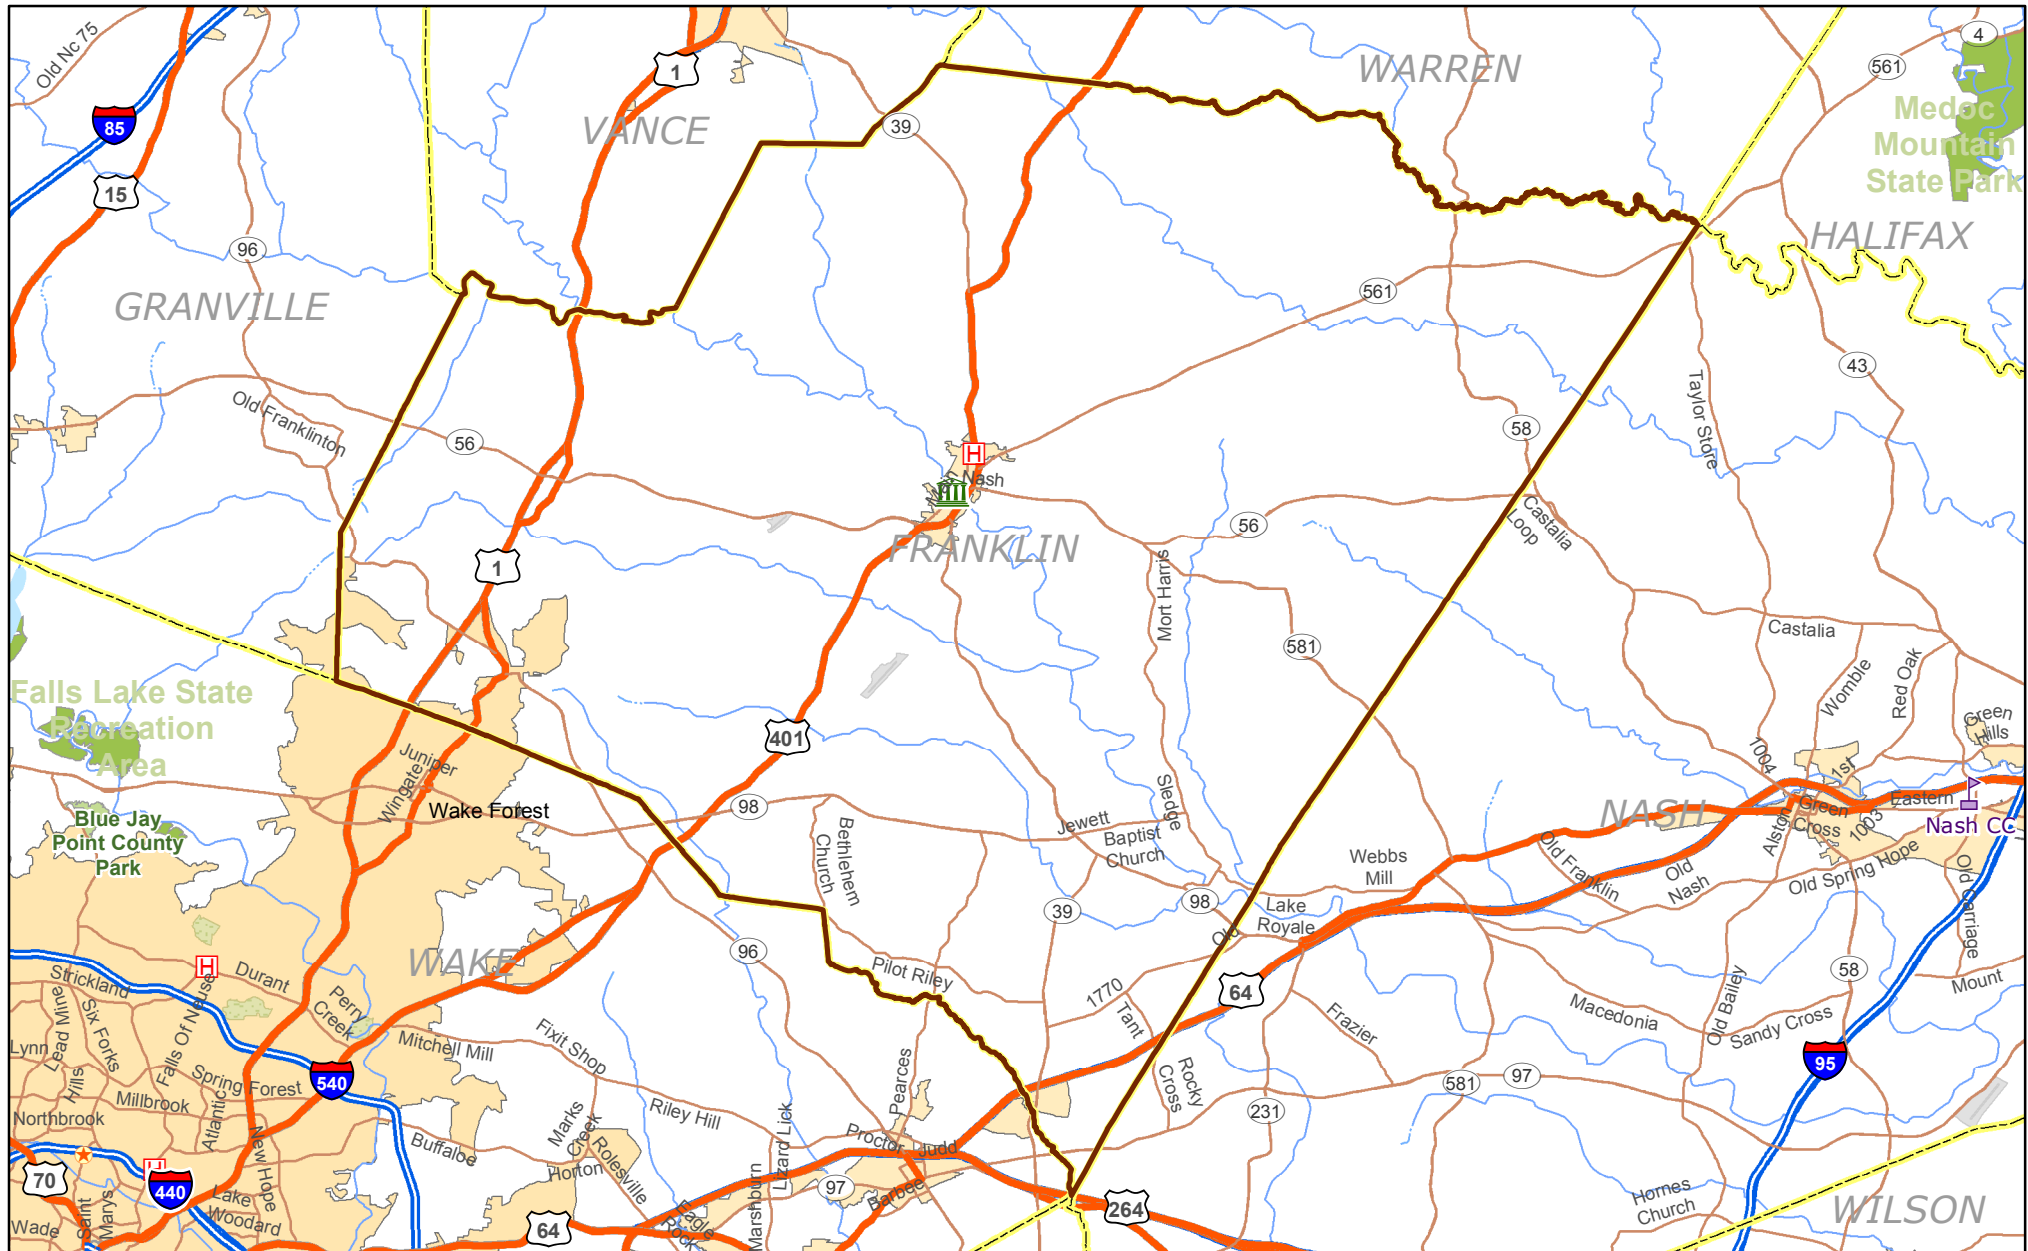 Old Nc 75
1
4
561
WARREN
85
39
VANCE
Medoc
Mountain
State Park
15
96
HALIFAX
561
GRANVILLE
43
Old Franklinton
Taylor Store
56
58
H
Main
Nash
56
Castalia
Loop
FRANKLIN
1
Mort Harris
581
Castalia
Falls Lake State
Recreation
Area
Womble
Red Oak
Green
Hills
401
Juniper
Wingate
1004
1st
Wake Forest
98
Sledge
NASH
Green
Cross
Eastern
1003
Nash CC
Blue Jay
Point County
Park
Bethlehem
Church
Jewett
Baptist
Church
Alston
Webbs
Mill
Old Franklin
Old
Nash
Old Spring Hope
Old Carriage
39
98
Lake
Royale
Old
WAKE
96
H
Durant
Strickland
Pilot Riley
58
Mount
64
1770
Tant
Frazier
Macedonia
Old Bailey
Sandy Cross
Lead Mine
Six Forks
Falls Of Neuse
Perry
Creek
Mitchell Mill
Fixit Shop
Lynn
Hills
540
Spring Forest
Pearces
Rocky
Cross
95
581
97
231
Millbrook
Northbrook
Atlantic
New Hope
Buffaloe
Marks
Creek
Riley Hill
Lizard Lick
Proctor
Judd
Horton
Rolesville
H
70
440
Lake
Woodard
97
Barbee
Marshburn
Eagle
Rock
264
Hornes
Church
WILSON
Wade
Saint
Marys
64